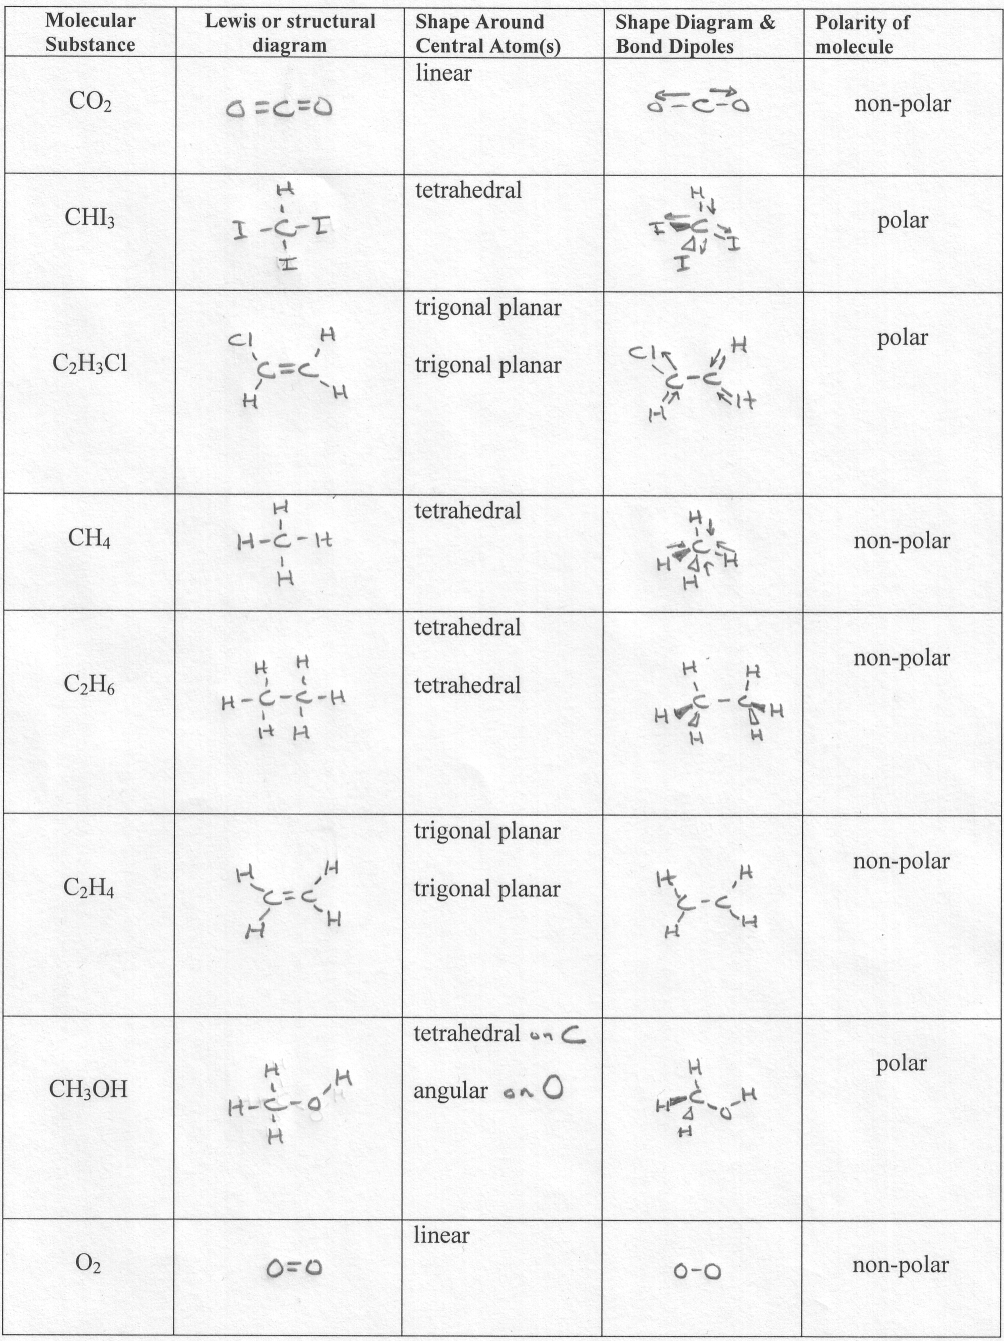 Molecular Substance
Lewis or structural diagram
Shape Around Central Atom(s)
Shape Diagram & Bond Dipoles
Polarity of molecule
CO₂
O=C=O
linear
O-C-O
non-polar
CHI₃
H
I-C-I
I
tetrahedral
H
I C
I
I
polar
C₂H₃Cl
Cl H
C=C
H H
trigonal planar
trigonal planar
Cl H
C-C
H H
polar
CH₄
H
H-C-H
H
tetrahedral
H
C
H H
H
non-polar
C₂H₆
H H
H-C-C-H
H H
tetrahedral
tetrahedral
H H
C-C
H H
H H
non-polar
C₂H₄
H H
C=C
H H
trigonal planar
trigonal planar
H H
C-C
H H
non-polar
CH₃OH
H H
H-C-O
H
tetrahedral on C
angular on O
H
H C O H
H
polar
O₂
O=O
linear
O-O
non-polar